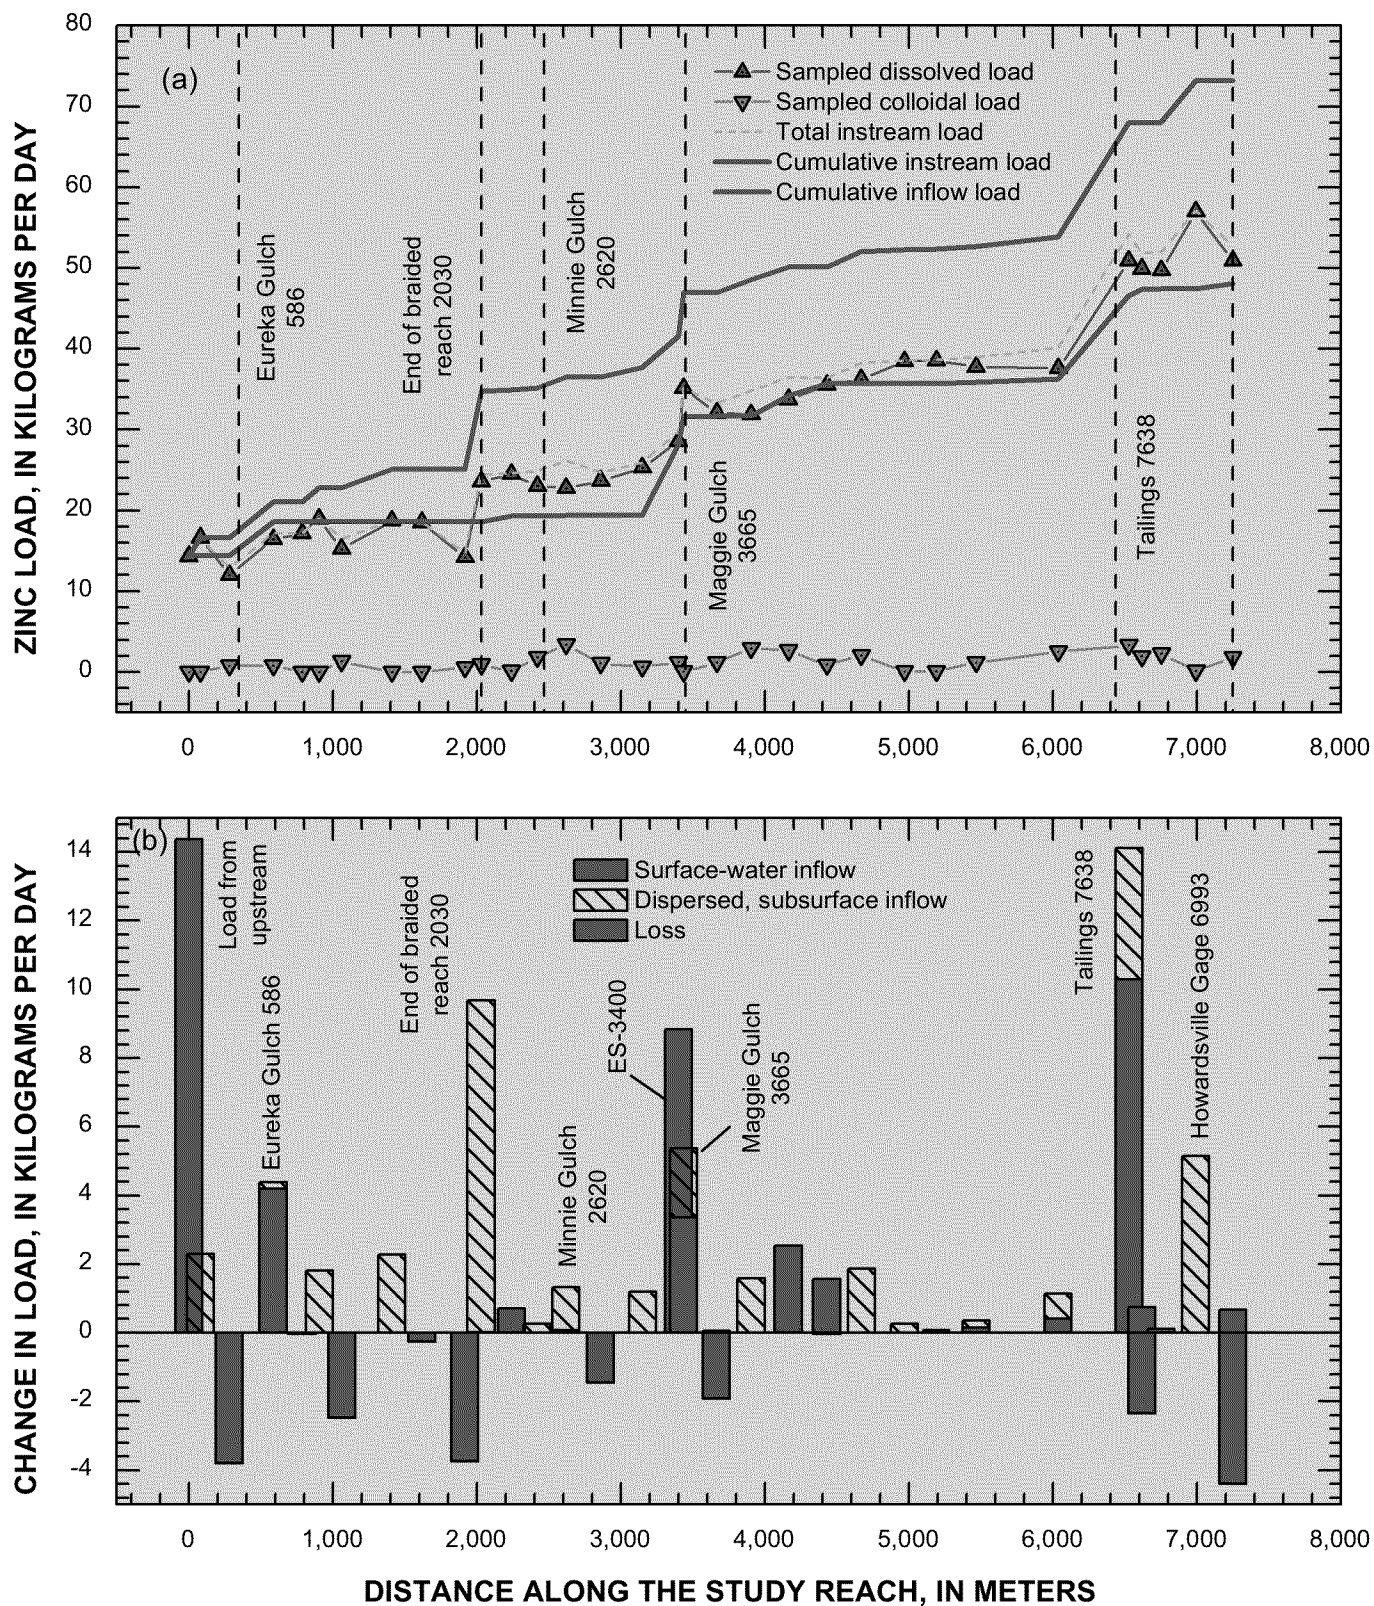 80
70
60
50
40
30
20
10
0
ZINC LOAD, IN KILOGRAMS PER DAY
(a)
Sampled dissolved load
Sampled colloidal load
Total instream load
Cumulative instream load
Cumulative inflow load
Eureka Gulch
586
End of braided
reach 2030
Minnie Gulch
2620
Maggie Gulch
3665
Tailings 7638
0 1,000 2,000 3,000 4,000 5,000 6,000 7,000 8,000
(b)
14
12
10
8
6
4
2
0
-2
-4
CHANGE IN LOAD, IN KILOGRAMS PER DAY
Surface-water inflow
Dispersed, subsurface inflow
Loss
Load from
upstream
Eureka Gulch 586
End of braided
reach 2030
Minnie Gulch
2620
ES-3400
Maggie Gulch
3665
Tailings 7638
Howardsville Gage 6993
0 1,000 2,000 3,000 4,000 5,000 6,000 7,000 8,000
DISTANCE ALONG THE STUDY REACH, IN METERS